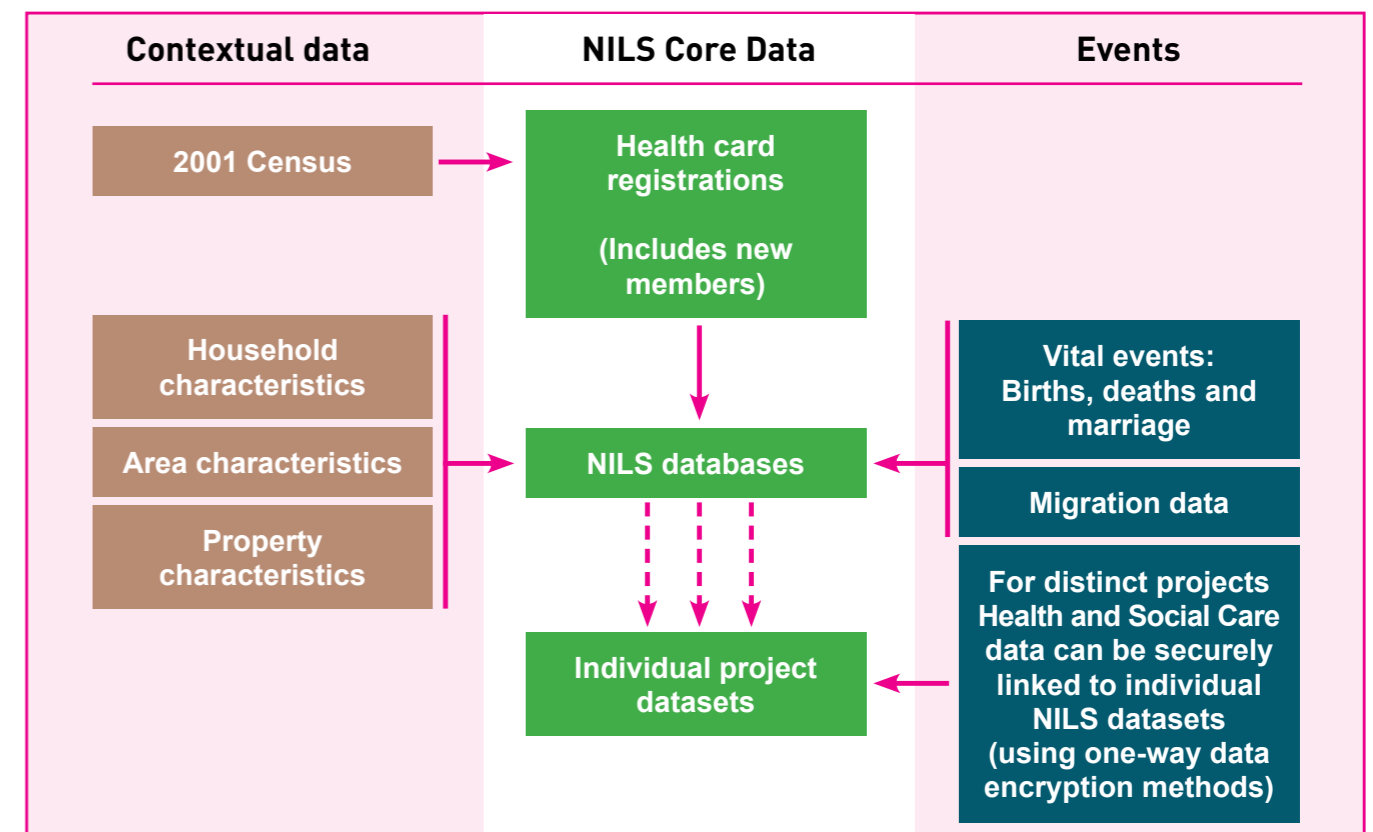 Contextual data
NILS Core Data
Events
2001 Census
Health card
registrations
(Includes new
members)
Household
characteristics
Area characteristics
Property
characteristics
NILS databases
Individual project
datasets
Vital events:
Births, deaths and
marriage
Migration data
For distinct projects
Health and Social Care
data can be securely
linked to individual
NILS datasets
(using one-way data
encryption methods)